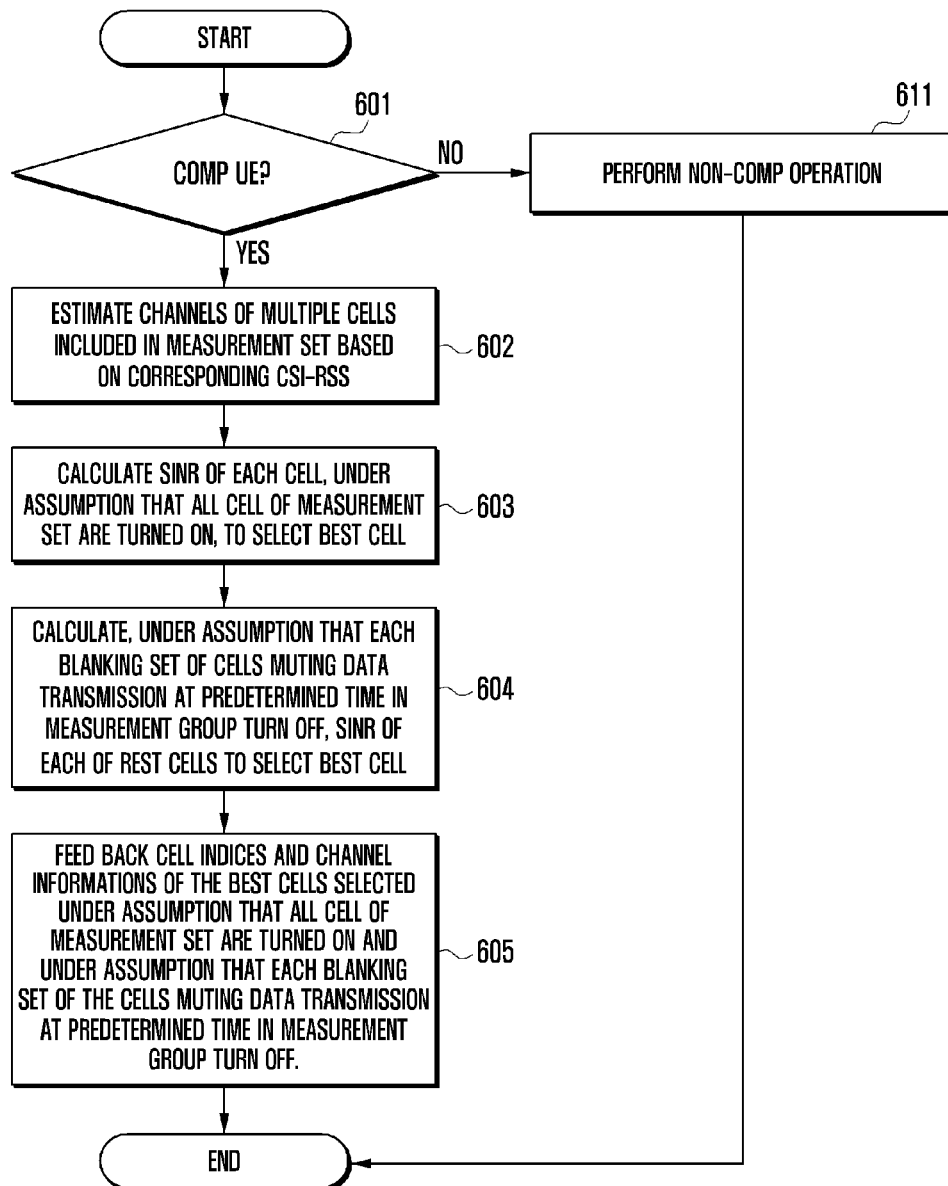 START
601
COMP UE?
NO
611
PERFORM NON-COMP OPERATION
YES
ESTIMATE CHANNELS OF MULTIPLE CELLS
INCLUDED IN MEASUREMENT SET BASED
ON CORRESPONDING CSI-RSS
602
CALCULATE SINR OF EACH CELL, UNDER
ASSUMPTION THAT ALL CELL OF MEASUREMENT
SET ARE TURNED ON, TO SELECT BEST CELL
603
CALCULATE, UNDER ASSUMPTION THAT EACH
BLANKING SET OF CELLS MUTING DATA
TRANSMISSION AT PREDETERMINED TIME IN
MEASUREMENT GROUP TURN OFF, SINR OF
EACH OF REST CELLS TO SELECT BEST CELL
604
FEED BACK CELL INDICES AND CHANNEL
INFORMATIONS OF THE BEST CELLS SELECTED
UNDER ASSUMPTION THAT ALL CELL OF
MEASUREMENT SET ARE TURNED ON AND
UNDER ASSUMPTION THAT EACH BLANKING
SET OF THE CELLS MUTING DATA TRANSMISSION
AT PREDETERMINED TIME IN MEASUREMENT
GROUP TURN OFF.
605
END